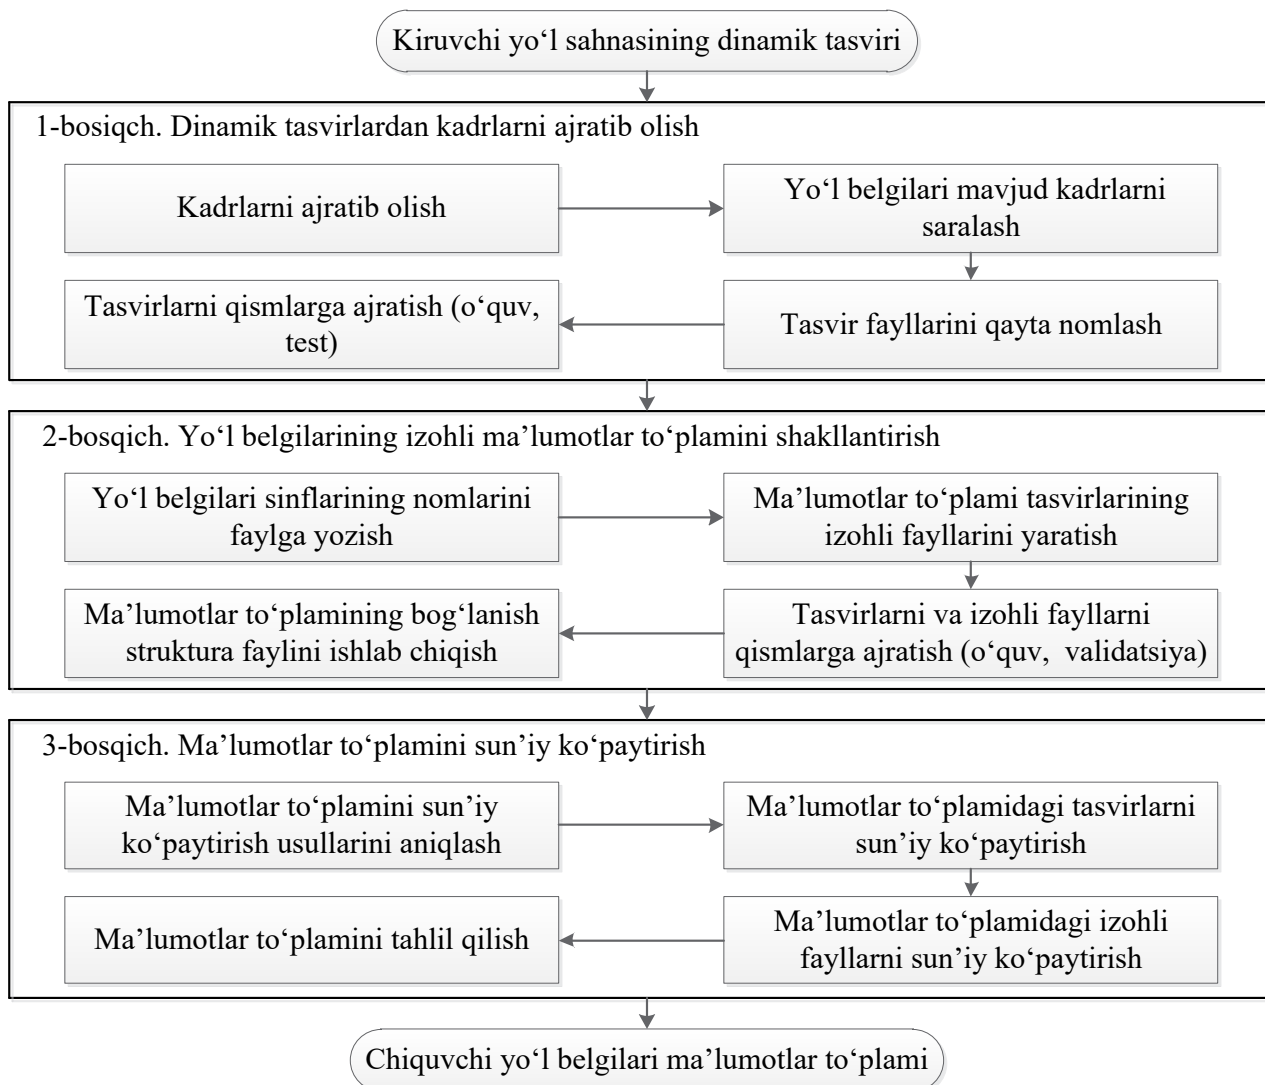 Kiruvchi yo‘l sahnasining dinamik tasviri
1-bosiqch. Dinamik tasvirlardan kadrlarni ajratib olish
Kadrlarni ajratib olish
Yo‘l belgilari mavjud kadrlarni
saralash
Tasvir fayllarini qayta nomlash
Tasvirlarni qismlarga ajratish (o‘quv,
test)
2-bosqich. Yo‘l belgilarining izohli ma’lumotlar to‘plamini shakllantirish
Yo‘l belgilari sinflarining nomlarini
faylga yozish
Ma’lumotlar to‘plami tasvirlarining
izohli fayllarini yaratish
Tasvirlarni va izohli fayllarni
qismlarga ajratish (o‘quv,  validatsiya)
Ma’lumotlar to‘plamining bog‘lanish
struktura faylini ishlab chiqish
3-bosqich. Ma’lumotlar to‘plamini sun’iy ko‘paytirish
Ma’lumotlar to‘plamini sun’iy
ko‘paytirish usullarini aniqlash
Ma’lumotlar to‘plamidagi tasvirlarni
sun’iy ko‘paytirish
Ma’lumotlar to‘plamidagi izohli
fayllarni sun’iy ko‘paytirish
Ma’lumotlar to‘plamini tahlil qilish
Chiquvchi yo‘l belgilari ma’lumotlar to‘plami